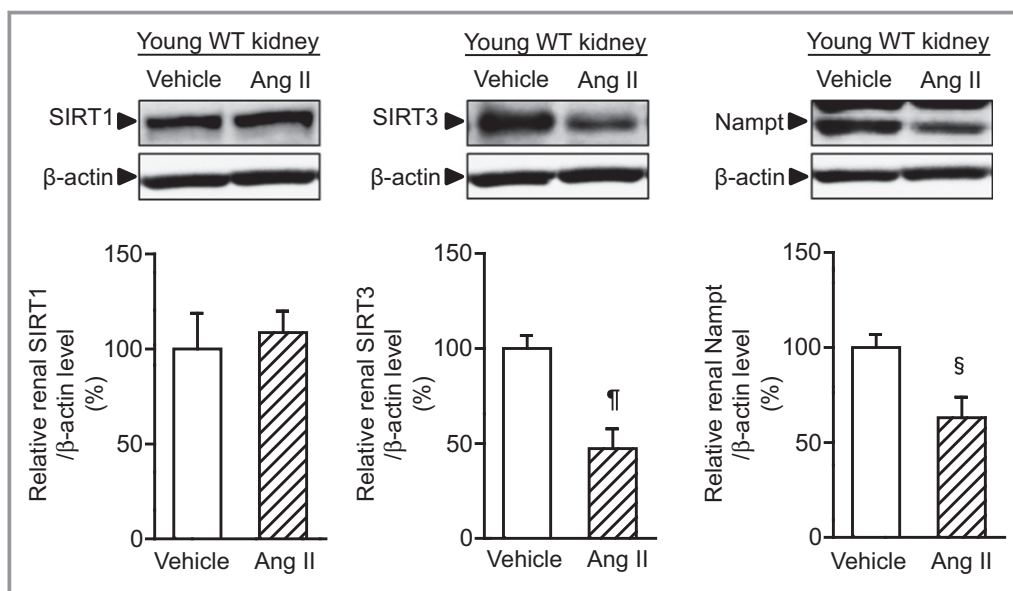 Young WT kidney
Vehicle Ang II
SIRT1
β-actin
150
100
50
0
Relative renal SIRT1
/β-actin level
(%)
Vehicle Ang II
Young WT kidney
Vehicle Ang II
SIRT3
β-actin
150
100
50
0
Relative renal SIRT3
/β-actin level
(%)
¶
Vehicle Ang II
Young WT kidney
Vehicle Ang II
Nampt
β-actin
150
100
50
0
Relative renal Nampt
/β-actin level
(%)
§
Vehicle Ang II